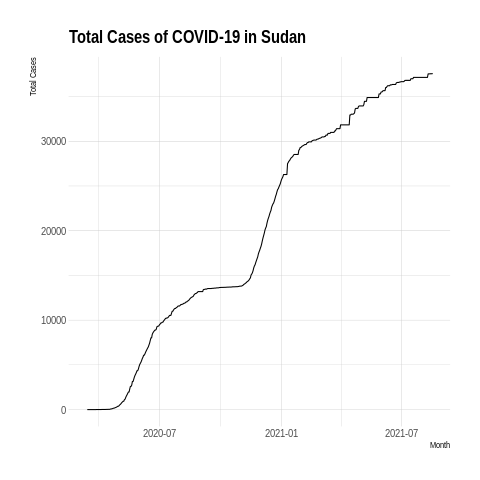 Total Cases of COVID-19 in Sudan
Total Cases
30000
20000
10000
0
2020-07
2021-01
2021-07
Month